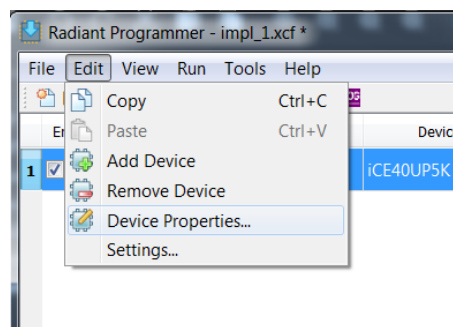 Radiant Programmer - impl_1.xcf *
File Edit View Run Tools Help
Copy Ctrl+C
Paste Ctrl+V
Add Device
Remove Device
Device Properties...
Settings...
1 iCE40UP5K